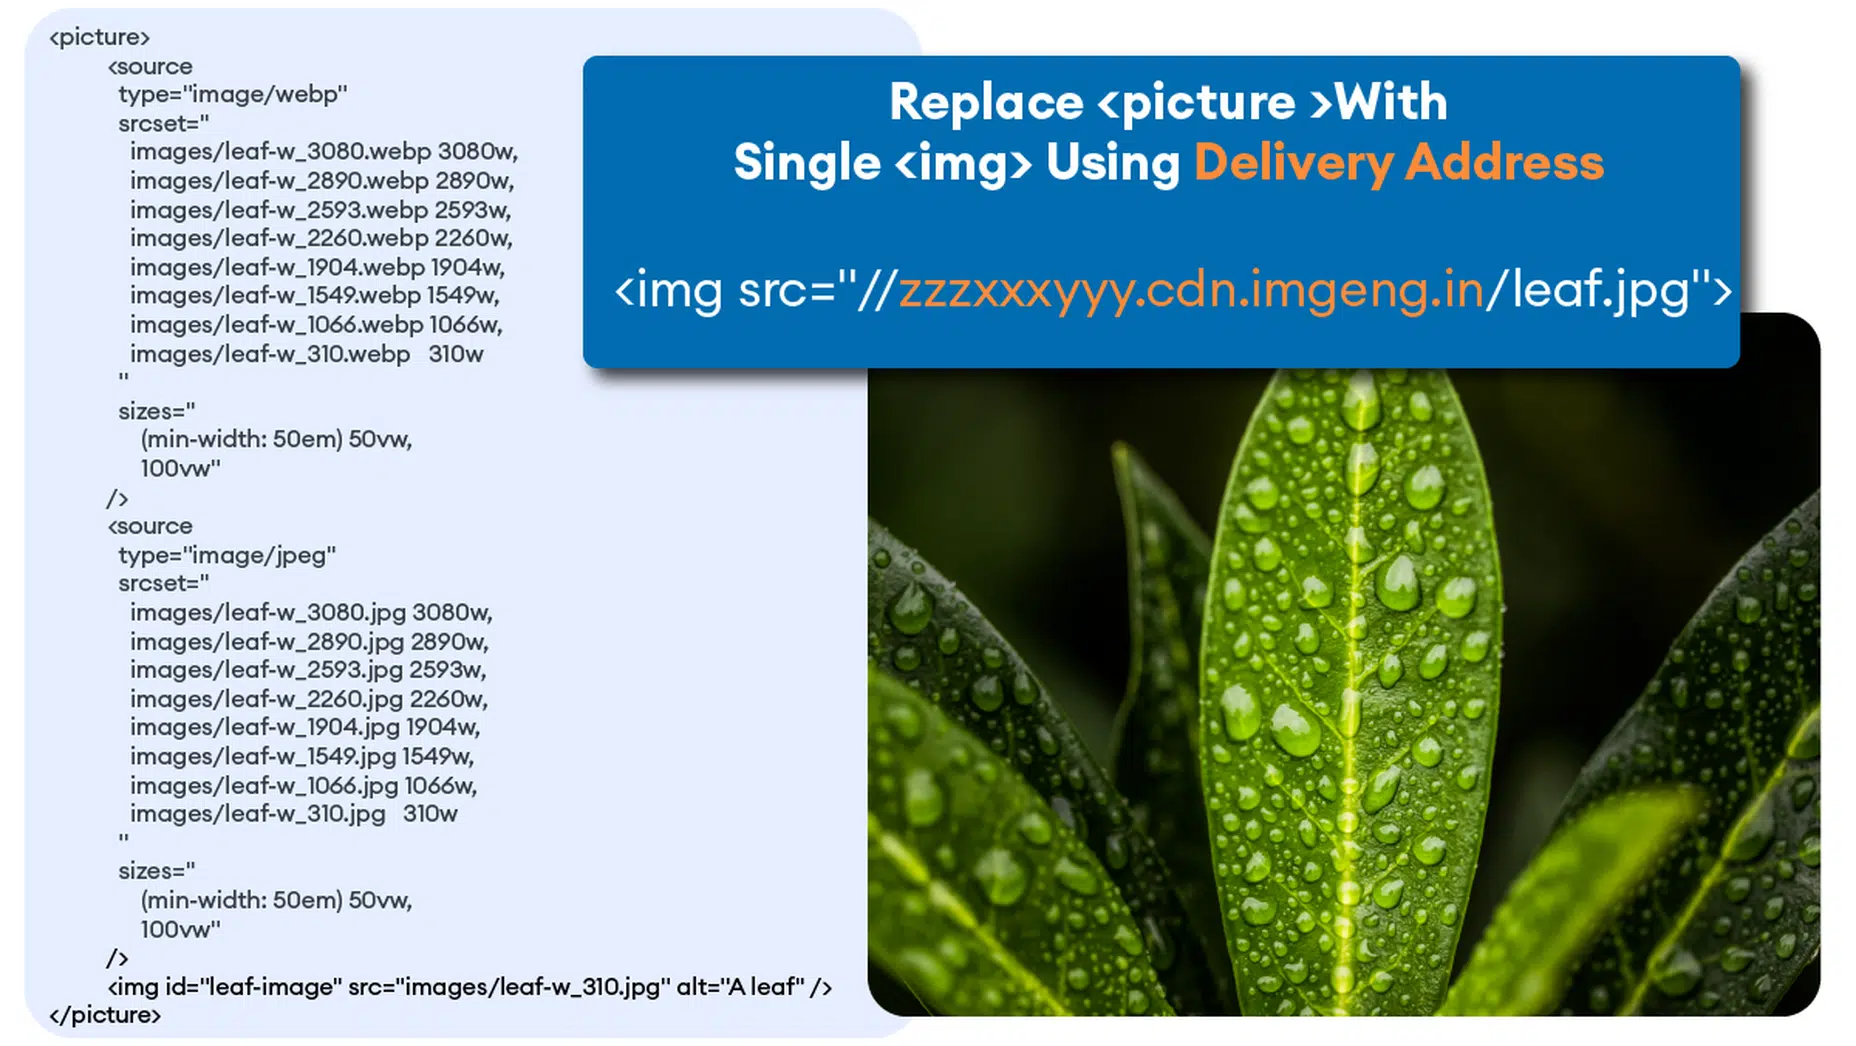 <picture>
<source
type="image/webp"
srcset="
images/leaf-w_3080.webp 3080w,
images/leaf-w_2890.webp 2890w,
images/leaf-w_2593.webp 2593w,
images/leaf-w_2260.webp 2260w,
images/leaf-w_1904.webp 1904w,
images/leaf-w_1549.webp 1549w,
images/leaf-w_1066.webp 1066w,
images/leaf-w_310.webp 310w
"
sizes="
(min-width: 50em) 50vw,
100vw"
/>
<source
type="image/jpeg"
srcset="
images/leaf-w_3080.jpg 3080w,
images/leaf-w_2890.jpg 2890w,
images/leaf-w_2593.jpg 2593w,
images/leaf-w_2260.jpg 2260w,
images/leaf-w_1904.jpg 1904w,
images/leaf-w_1549.jpg 1549w,
images/leaf-w_1066.jpg 1066w,
images/leaf-w_310.jpg 310w
"
sizes="
(min-width: 50em) 50vw,
100vw"
/>
<img id="leaf-image" src="images/leaf-w_310.jpg" alt="A leaf" />
</picture>
Replace <picture >With
Single <img> Using Delivery Address
<img src="//zzzxxxyyy.cdn.imgeng.in/leaf.jpg">